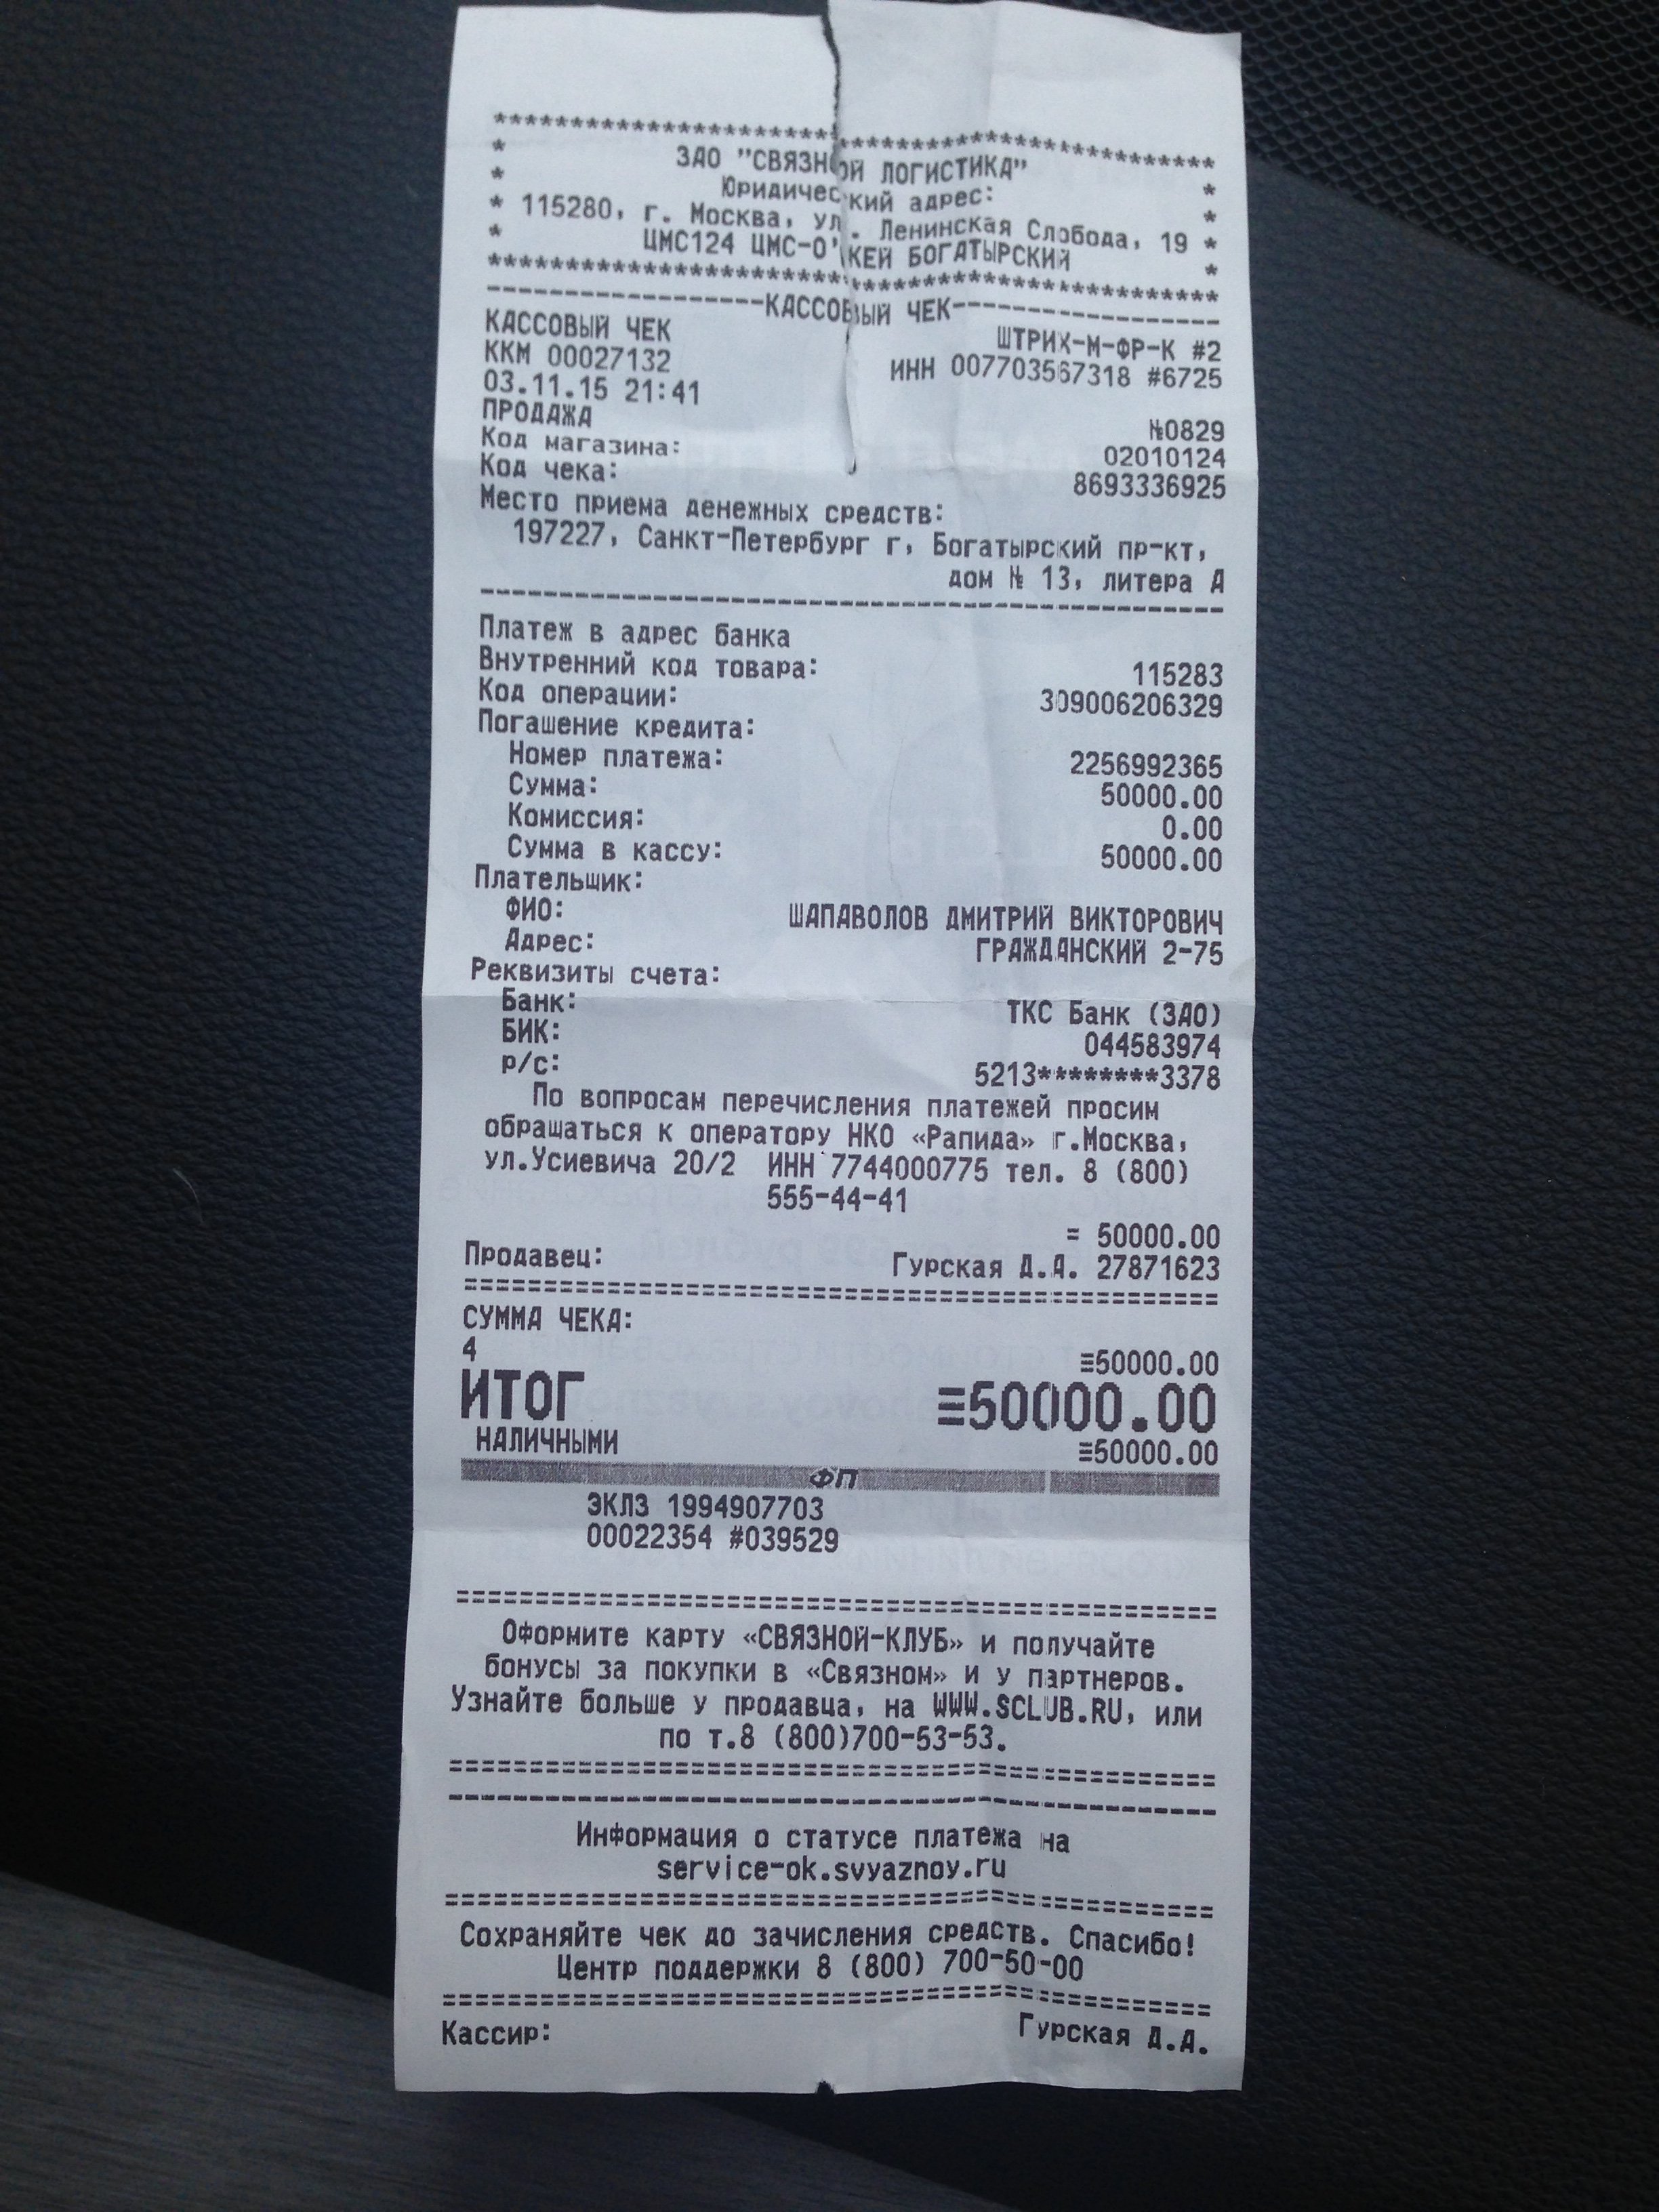 **********************************************
* ЗАО "СВЯЗНОЙ ЛОГИСТИКА" *
* Юридический адрес: *
* 115280, г. Москва, ул. Ленинская Слобода, 19 *
* ЦМС124 ЦМС-О'КЕЙ БОГАТЫРСКИЙ *
**********************************************
------------------КАССОВЫЙ ЧЕК------------------
КАССОВЫЙ ЧЕК ШТРИХ-М-ФР-К #2
ККМ 00027132 ИНН 007703567318 #6725
03.11.15 21:41
ПРОДАЖА №0829
Код магазина: 02010124
Код чека: 8693336925
Место приема денежных средств:
197227, Санкт-Петербург г, Богатырский пр-кт,
дом № 13, литера А
------------------------------------------------
Платеж в адрес банка
Внутренний код товара: 115283
Код операции: 309006206329
Погашение кредита:
Номер платежа: 2256992365
Сумма: 50000.00
Комиссия: 0.00
Сумма в кассу: 50000.00
Плательщик:
ФИО: ШАПАВОЛОВ ДМИТРИЙ ВИКТОРОВИЧ
Адрес: ГРАЖДАНСКИЙ 2-75
Реквизиты счета:
Банк: ТКС Банк (ЗАО)
БИК: 044583974
р/с: 5213********3378
По вопросам перечисления платежей просим
обращаться к оператору НКО «Рапида» г.Москва,
ул.Усиевича 20/2 ИНН 7744000775 тел. 8 (800)
555-44-41
= 50000.00
Продавец: Гурская Д.А. 27871623
================================================
СУММА ЧЕКА:
4 ≡50000.00
ИТОГ ≡50000.00
НАЛИЧНЫМИ ≡50000.00
ФП
ЭКЛЗ 1994907703
00022354 #039529
================================================
Оформите карту «СВЯЗНОЙ-КЛУБ» и получайте
бонусы за покупки в «Связном» и у партнеров.
Узнайте больше у продавца, на WWW.SCLUB.RU, или
по т.8 (800)700-53-53.
================================================
------------------------------------------------
Информация о статусе платежа на
service-ok.svyaznoy.ru
================================================
Сохраняйте чек до зачисления средств. Спасибо!
Центр поддержки 8 (800) 700-50-00
================================================
Кассир: Гурская Д.А.